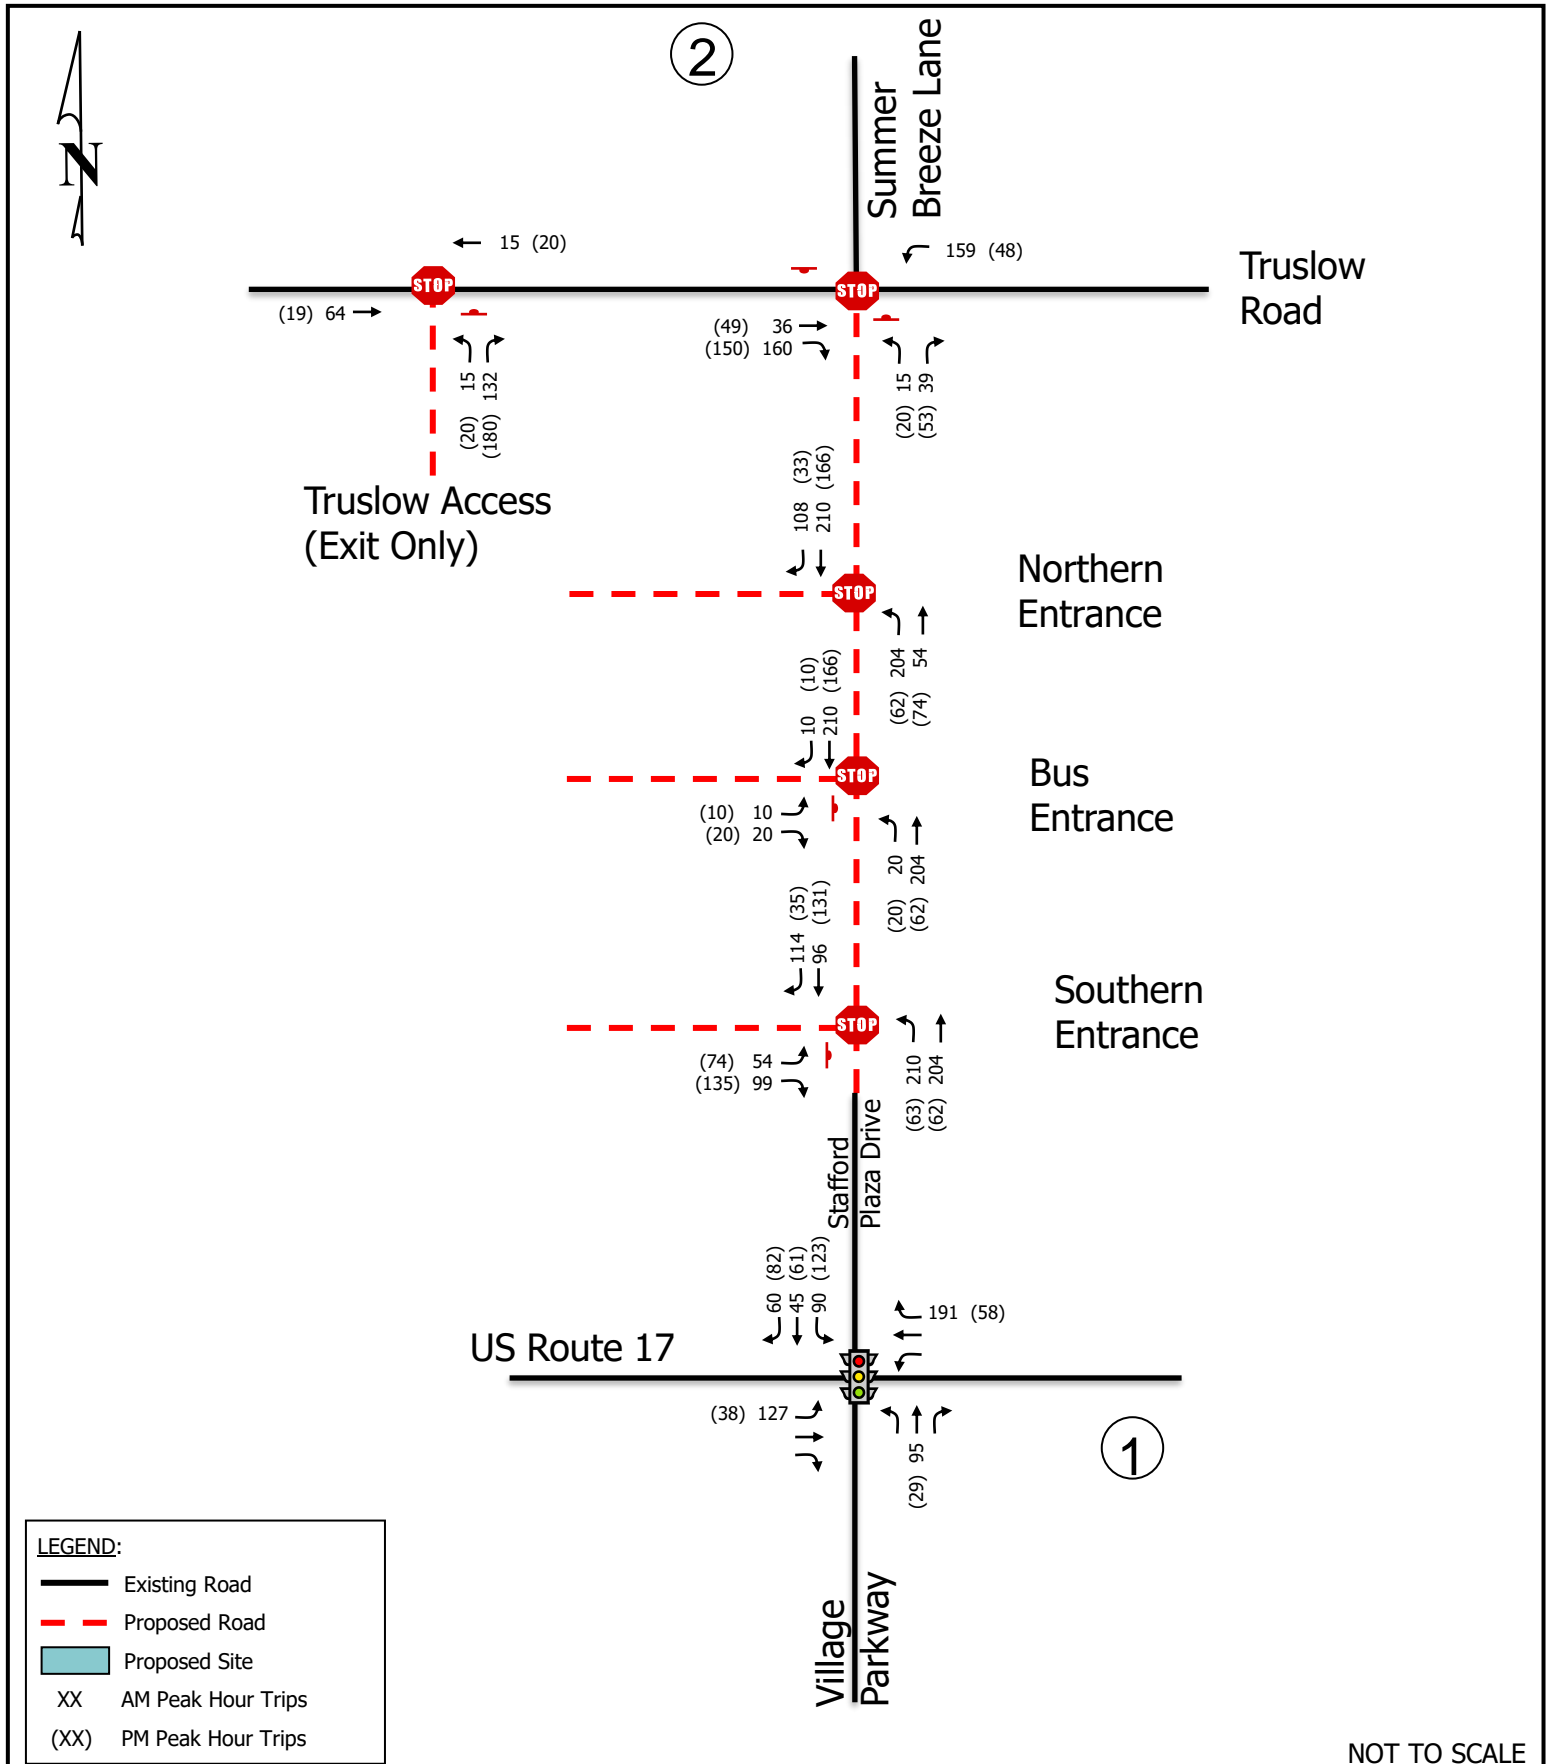 2
N
Summer
Breeze Lane
15 (20)
STOP
(19) 64
15 (20)
132 (180)
Truslow Access
(Exit Only)
159 (48)
Truslow
Road
STOP
(49) 36
(150) 160
(20) 15
(53) 39
108 (33)
210 (166)
STOP
Northern
Entrance
(62) 204
(74) 54
10 (10)
210 (166)
STOP
Bus
Entrance
(10) 10
(20) 20
(20) 20
(62) 204
114 (35)
96 (131)
STOP
Southern
Entrance
(74) 54
(135) 99
(63) 210
(62) 204
Stafford
Plaza Drive
60 (82)
45 (61)
90 (123)
191 (58)
US Route 17
(38) 127
(29) 95
1
Village
Parkway
LEGEND:
Existing Road
Proposed Road
Proposed Site
XX AM Peak Hour Trips
(XX) PM Peak Hour Trips
NOT TO SCALE